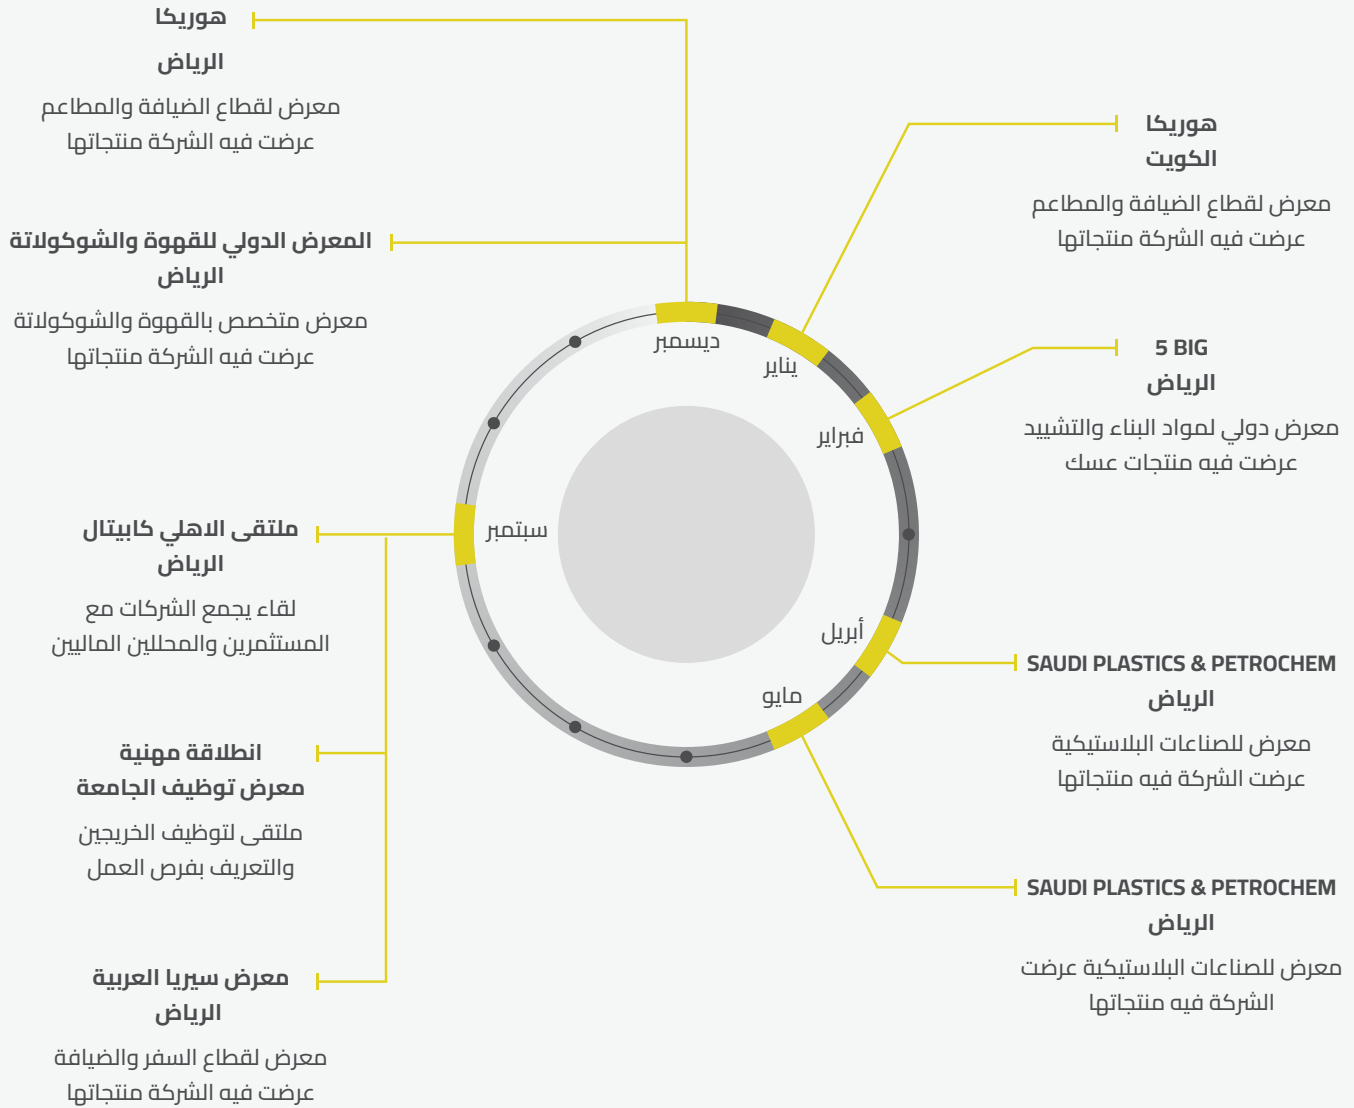 هوريكا
الرياض
معرض لقطاع الضيافة والمطاعم
عرضت فيه الشركة منتجاتها
المعرض الدولي للقهوة والشوكولاتة
الرياض
معرض متخصص بالقهوة والشوكولاتة
عرضت فيه الشركة منتجاتها
هوريكا
الكويت
معرض لقطاع الضيافة والمطاعم
عرضت فيه الشركة منتجاتها
5 BIG
الرياض
معرض دولي لمواد البناء والتشييد
عرضت فيه منتجات عسك
ديسمبر
يناير
فبراير
أبريل
مايو
سبتمبر
SAUDI PLASTICS & PETROCHEM
الرياض
معرض للصناعات البلاستيكية
عرضت الشركة فيه منتجاتها
SAUDI PLASTICS & PETROCHEM
الرياض
معرض للصناعات البلاستيكية عرضت
الشركة فيه منتجاتها
ملتقى الاهلي كابيتال
الرياض
لقاء يجمع الشركات مع
المستثمرين والمحللين الماليين
انطلاقة مهنية
معرض توظيف الجامعة
ملتقى لتوظيف الخريجين
والتعريف بفرص العمل
معرض سيريا العربية
الرياض
معرض لقطاع السفر والضيافة
عرضت فيه الشركة منتجاتها